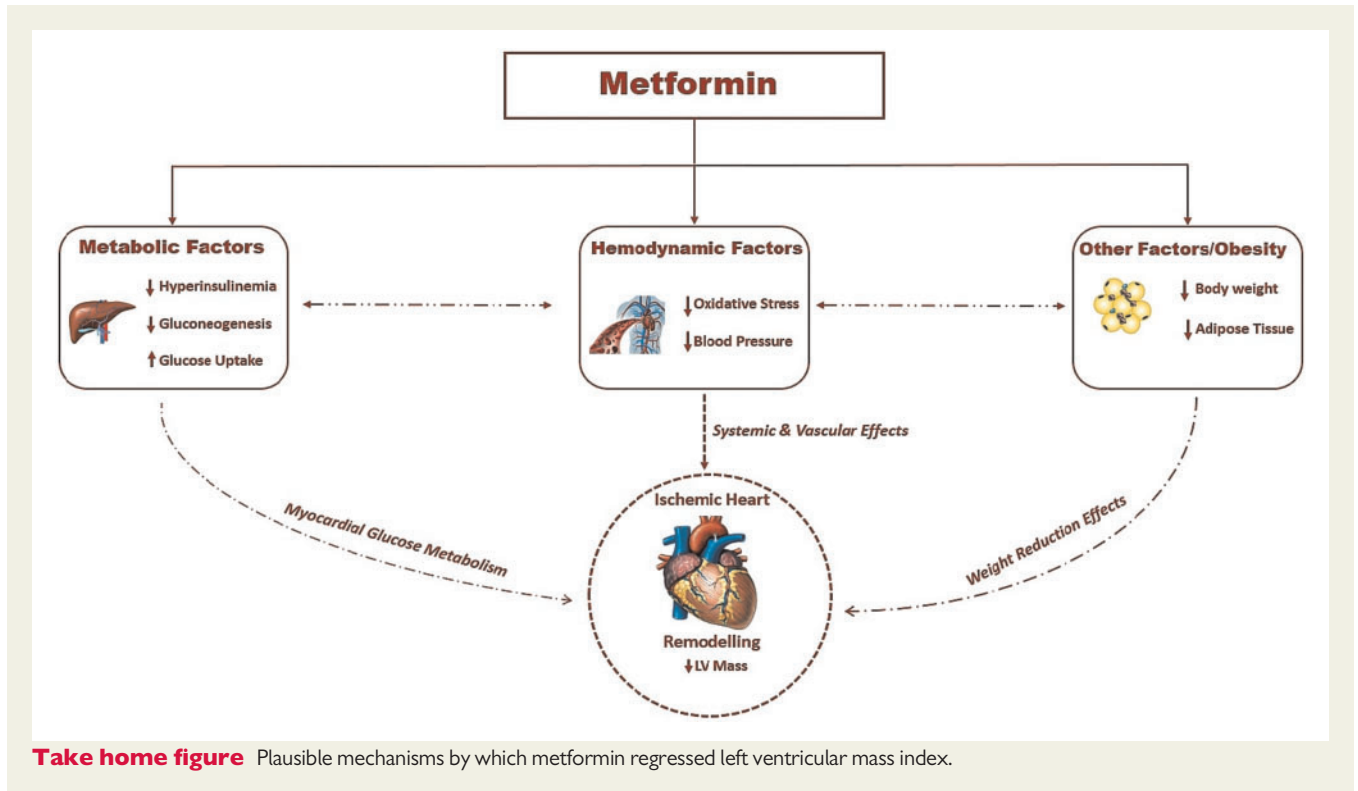 Metformin
Metabolic Factors
↓ Hyperinsulinemia
↓ Gluconeogenesis
↑ Glucose Uptake
Hemodynamic Factors
↓ Oxidative Stress
↓ Blood Pressure
Other Factors/Obesity
↓ Body weight
↓ Adipose Tissue
Systemic & Vascular Effects
Myocardial Glucose Metabolism
Weight Reduction Effects
Ischemic Heart
Remodelling
↓ LV Mass
Take home figure Plausible mechanisms by which metformin regressed left ventricular mass index.